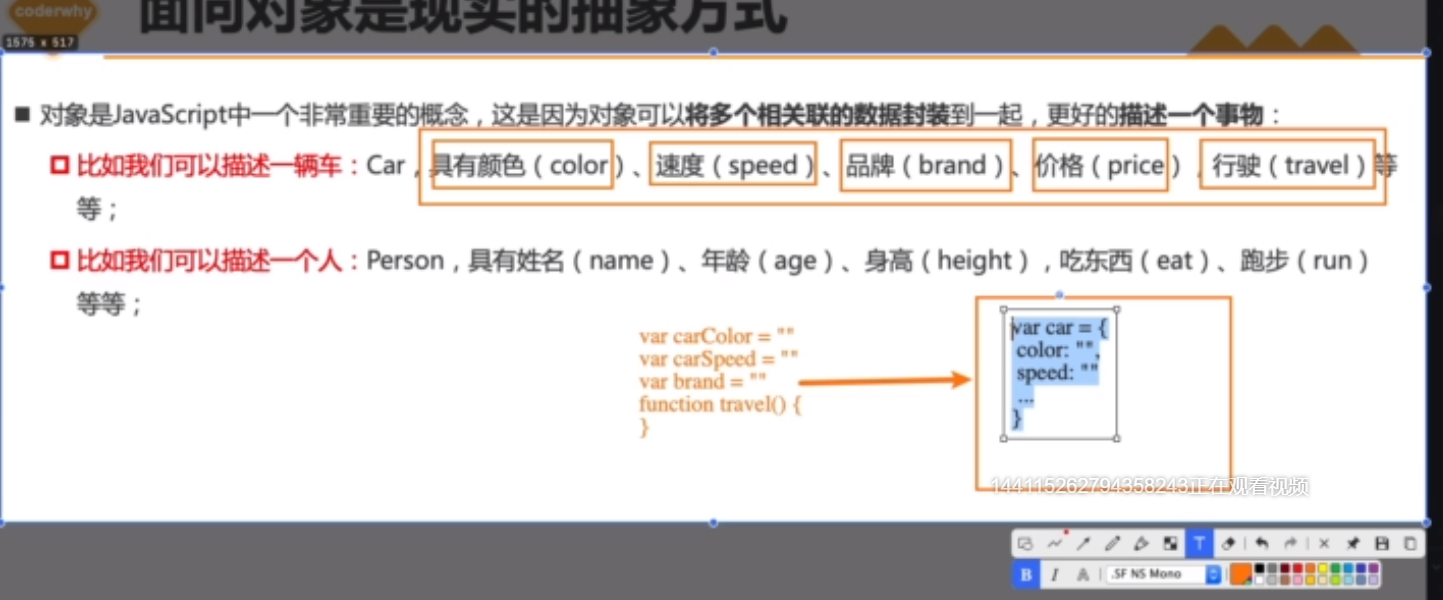 coderwhy
面向对象是现实的抽象方式
1575 x 517
对象是JavaScript中一个非常重要的概念，这是因为对象可以将多个相关联的数据封装到一起，更好的描述一个事物：
比如我们可以描述一辆车：Car，具有颜色（color）、速度（speed）、品牌（brand）、价格（price），行驶（travel）等
等；
比如我们可以描述一个人：Person，具有姓名（name）、年龄（age）、身高（height），吃东西（eat）、跑步（run）
等等；
var carColor = ""
var carSpeed = ""
var brand = ""
function travel() {
}
var car = {
color: "",
speed: ""
...
}
144115262794358243正在观看视频
T
B I A .SF NS Mono